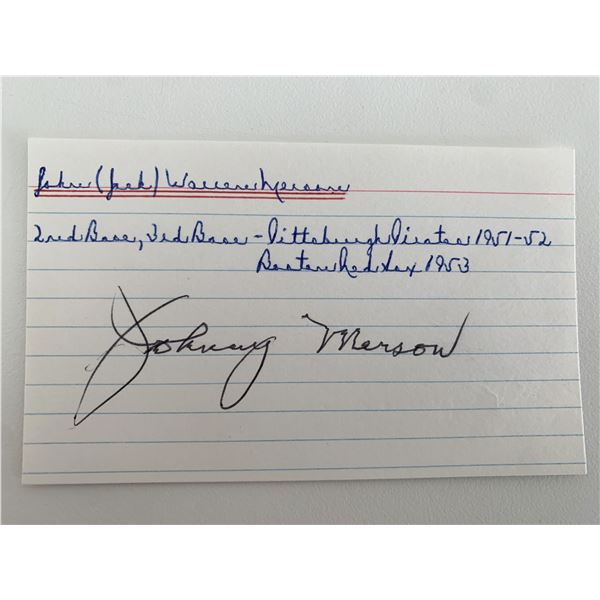 John (Jack) Warren Merson
2nd Base, 3rd Base - Pittsburgh Pirates 1951-52
Boston Red Sox 1953
Johnny Merson